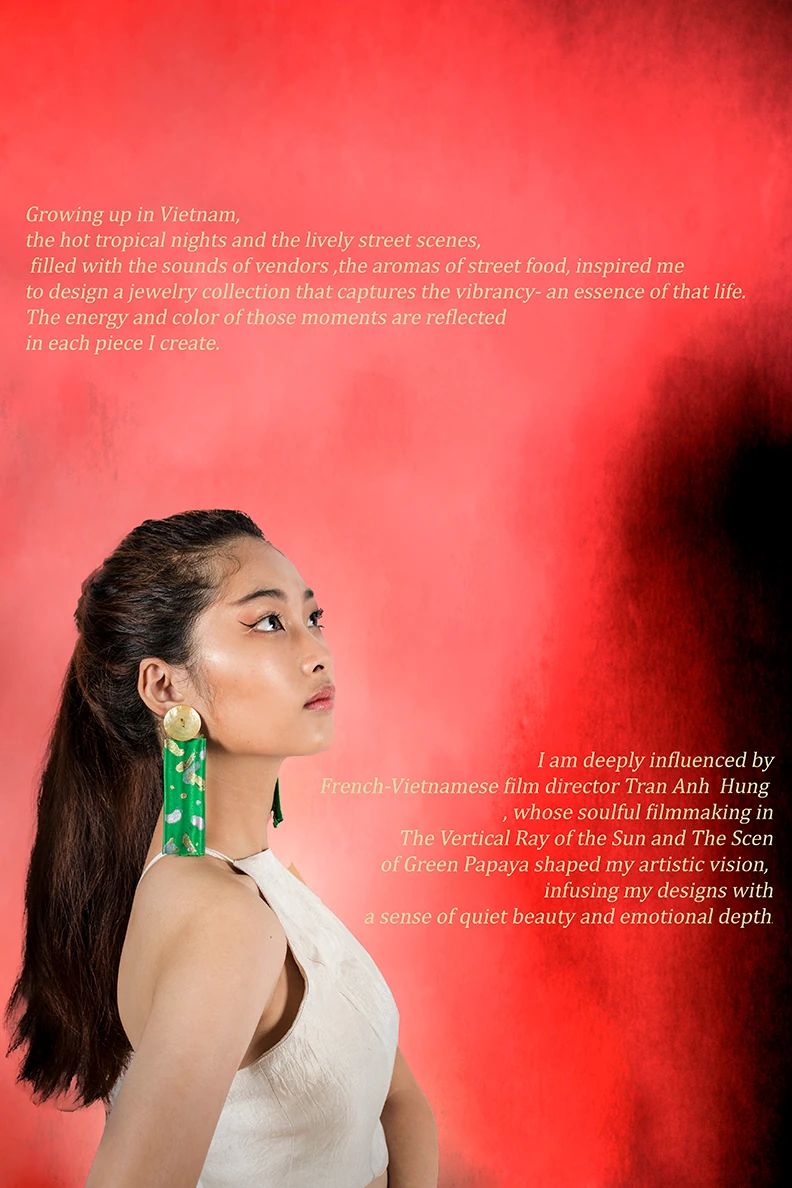 Growing up in Vietnam,
the hot tropical nights and the lively street scenes,
filled with the sounds of vendors ,the aromas of street food, inspired me
to design a jewelry collection that captures the vibrancy- an essence of that life.
The energy and color of those moments are reflected
in each piece I create.
I am deeply influenced by
French-Vietnamese film director Tran Anh Hung
, whose soulful filmmaking in
The Vertical Ray of the Sun and The Scen
of Green Papaya shaped my artistic vision,
infusing my designs with
a sense of quiet beauty and emotional depth